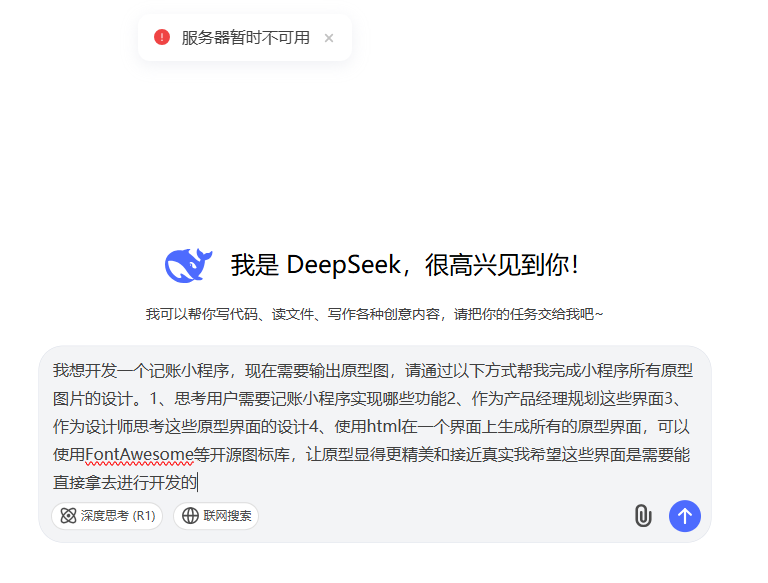 服务器暂时不可用
我是 DeepSeek，很高兴见到你！
我可以帮你写代码、读文件、写作各种创意内容，请把你的任务交给我吧~
我想开发一个记账小程序，现在需要输出原型图，请通过以下方式帮我完成小程序所有原型
图片的设计。1、思考用户需要记账小程序实现哪些功能2、作为产品经理规划这些界面3、
作为设计师思考这些原型界面的设计4、使用html在一个界面上生成所有的原型界面，可以
使用FontAwesome等开源图标库，让原型显得更精美和接近真实我希望这些界面是需要能
直接拿去进行开发的
深度思考 (R1) 联网搜索